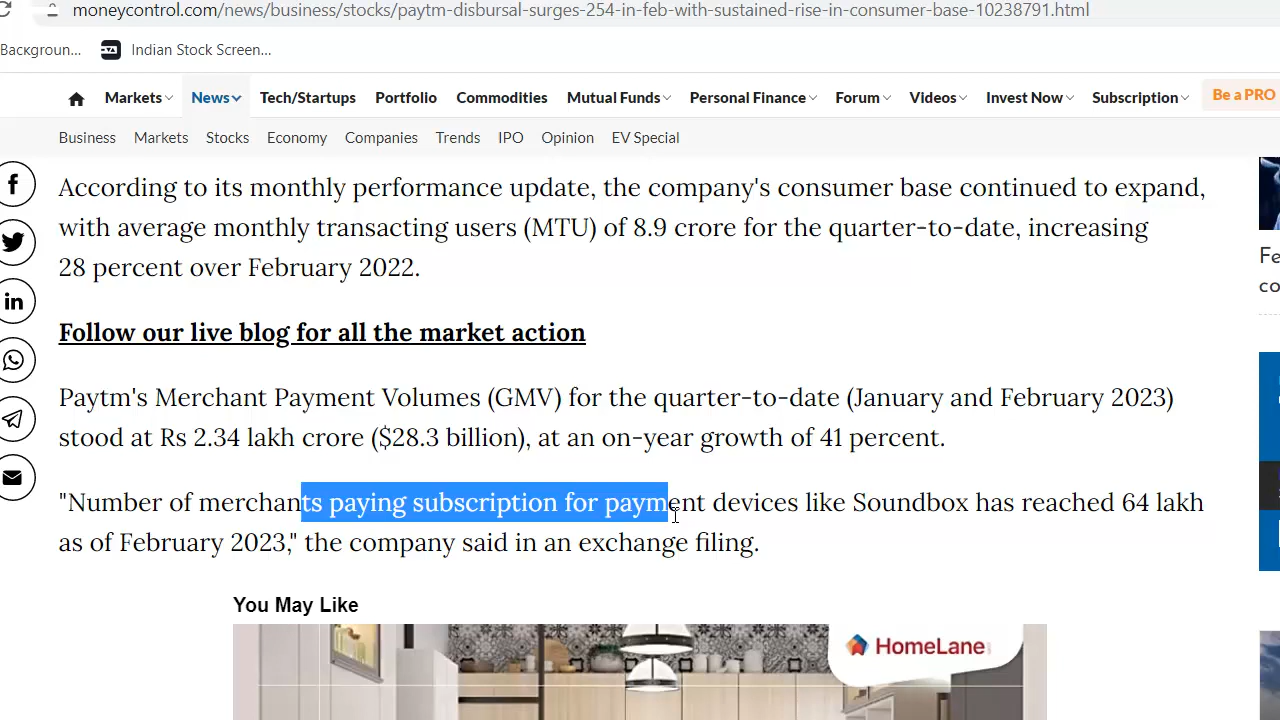 moneycontrol.com/news/business/stocks/paytm-disbursal-surges-254-in-feb-with-sustained-rise-in-consumer-base-10238791.html
Backgroun... Indian Stock Screen...
Markets News Tech/Startups Portfolio Commodities Mutual Funds Personal Finance Forum Videos Invest Now Subscription Be a PRO
Business Markets Stocks Economy Companies Trends IPO Opinion EV Special
According to its monthly performance update, the company's consumer base continued to expand,
with average monthly transacting users (MTU) of 8.9 crore for the quarter-to-date, increasing
28 percent over February 2022.
Fe
co
Follow our live blog for all the market action
Paytm's Merchant Payment Volumes (GMV) for the quarter-to-date (January and February 2023)
stood at Rs 2.34 lakh crore ($28.3 billion), at an on-year growth of 41 percent.
"Number of merchants paying subscription for payment devices like Soundbox has reached 64 lakh
as of February 2023," the company said in an exchange filing.
You May Like
HomeLane